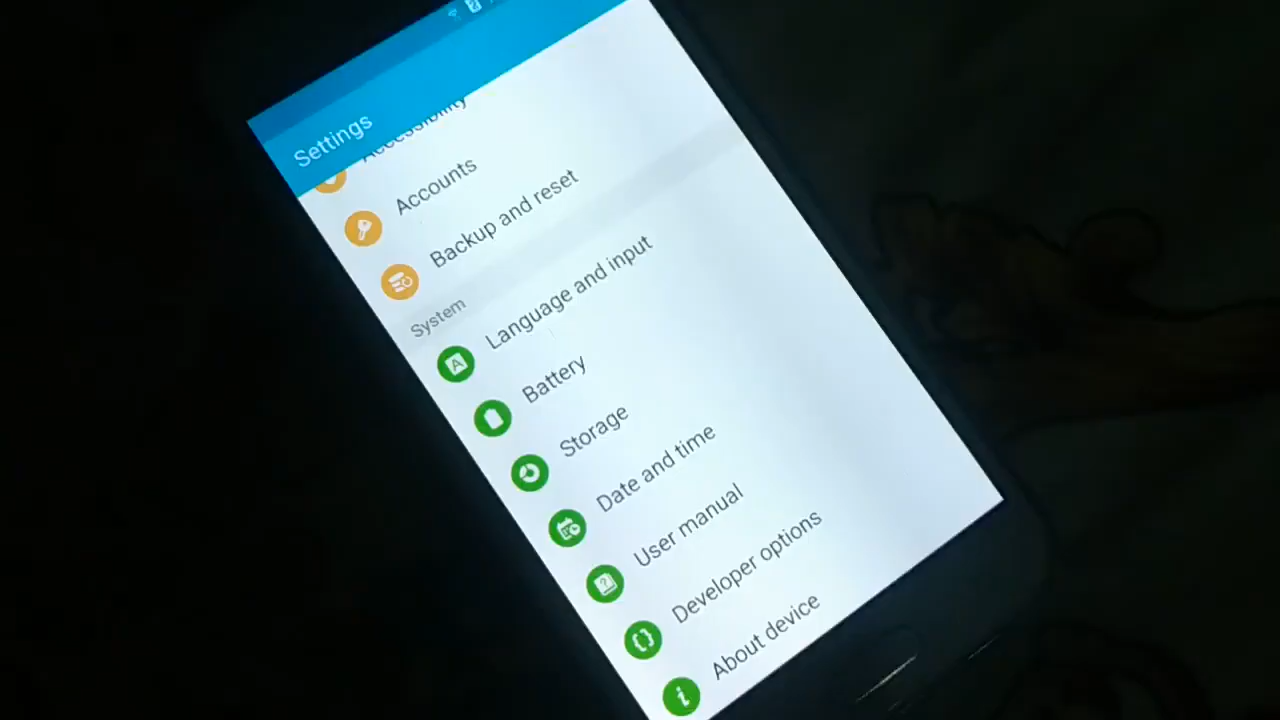 Settings
Accessibility
Accounts
Backup and reset
System
Language and input
Battery
Storage
Date and time
User manual
Developer options
About device